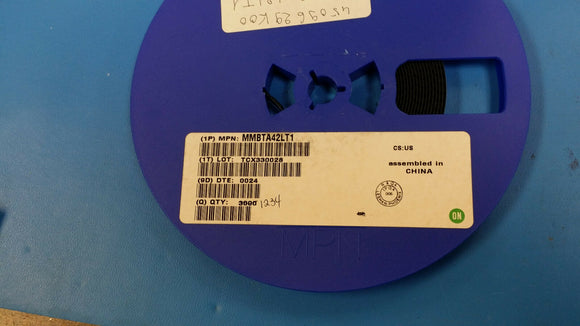 4509629K00
(1P) MPN: MMBTA42LT1
(1T) LOT: TCX330028
(9D) DTE: 0024
(Q) QTY: 3000 1234
CS:US
assembled in
CHINA
ON
MPN